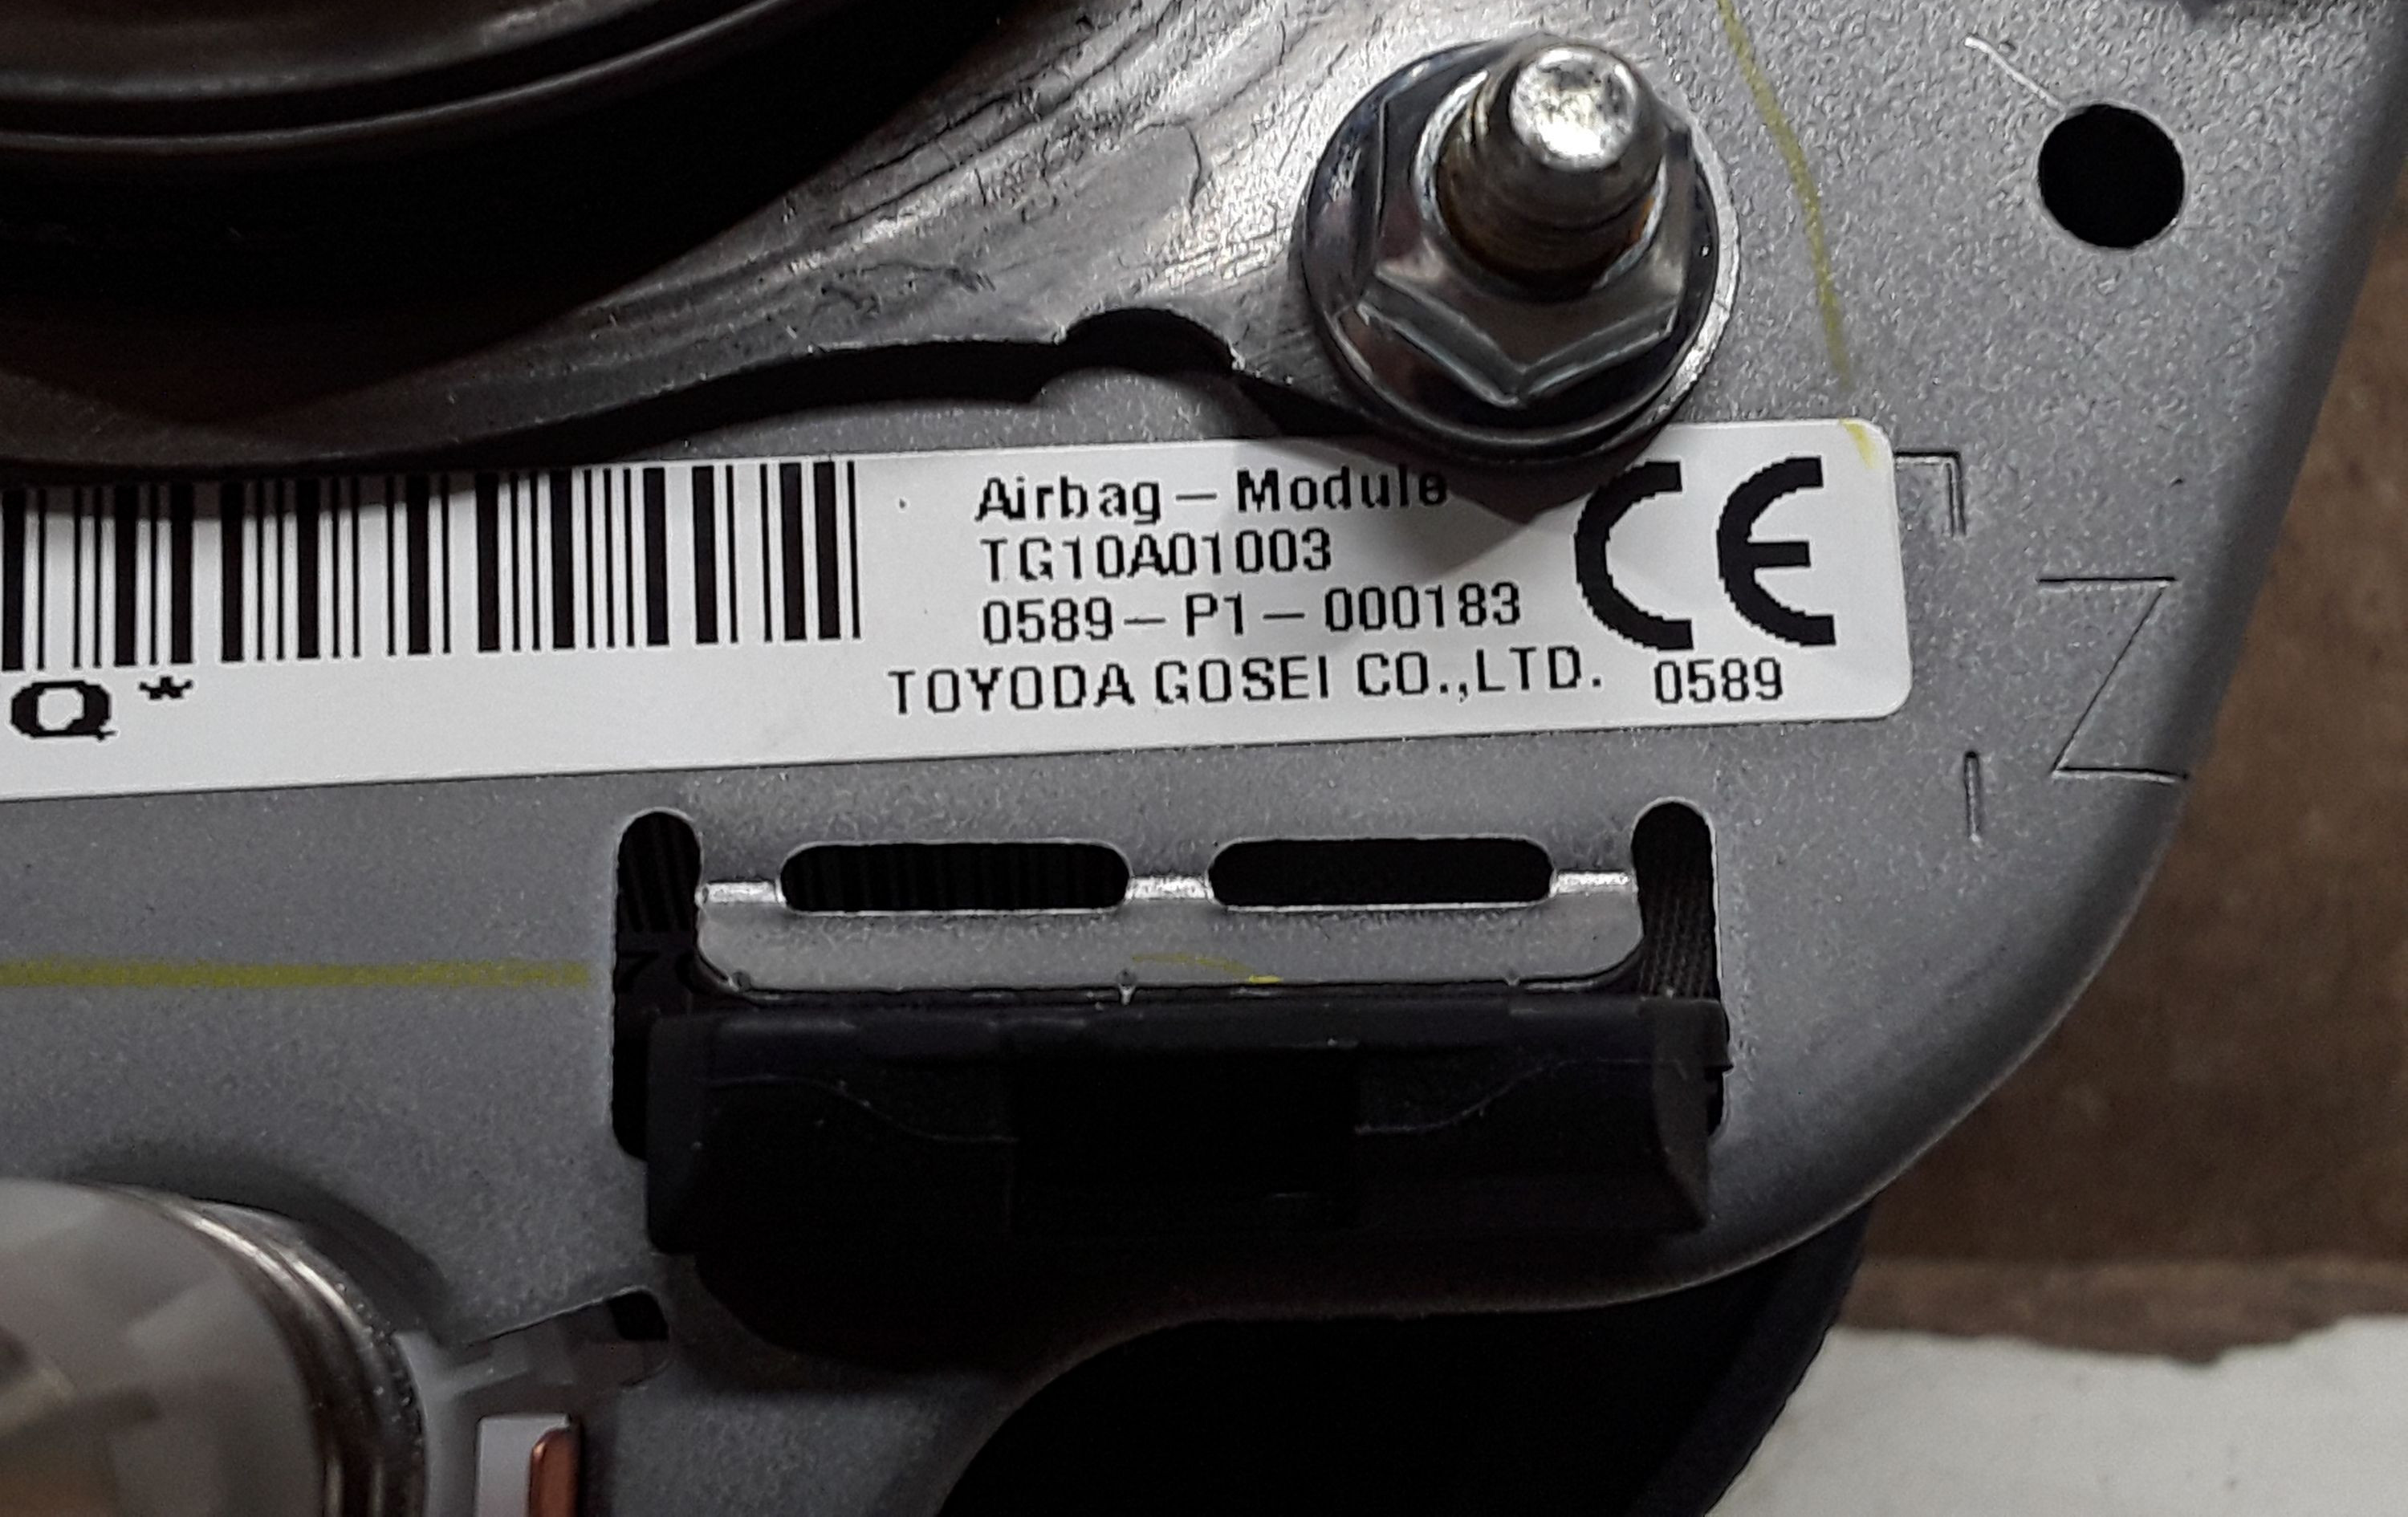 Airbag – Module
TG10A01003
0589 – P1 – 000183
TOYODA GOSEI CO.,LTD.
CE
0589
Q*
Z